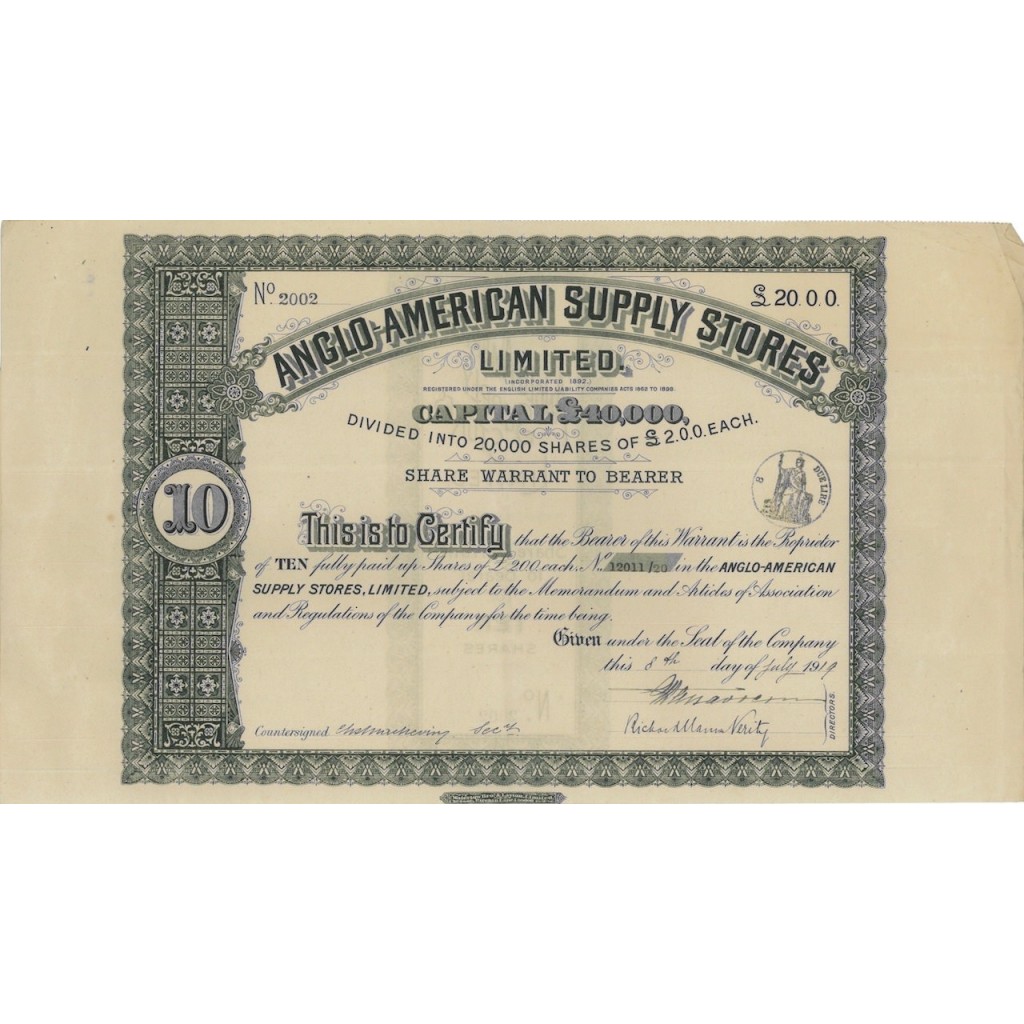 No. 2002
£ 20.0.0.
ANGLO-AMERICAN SUPPLY STORES
LIMITED.
(INCORPORATED 1892.)
REGISTERED UNDER THE ENGLISH LIMITED LIABILITY COMPANIES ACTS 1862 TO 1890
CAPITAL £40,000,
DIVIDED INTO 20,000 SHARES OF £2.0.0. EACH.
SHARE WARRANT TO BEARER
8
DUE LIRE
10
This is to Certify that the Bearer of this Warrant is the Proprietor
of TEN fully paid up Shares of £ 2.0.0. each, No. 12011/20 in the ANGLO-AMERICAN
SUPPLY STORES, LIMITED, subject to the Memorandum and Articles of Association
and Regulations of the Company for the time being.
Given under the Seal of the Company
this 8th day of July 1919
SHARES
No.
DIRECTORS.
Countersigned Secy
Richard Mann Verity